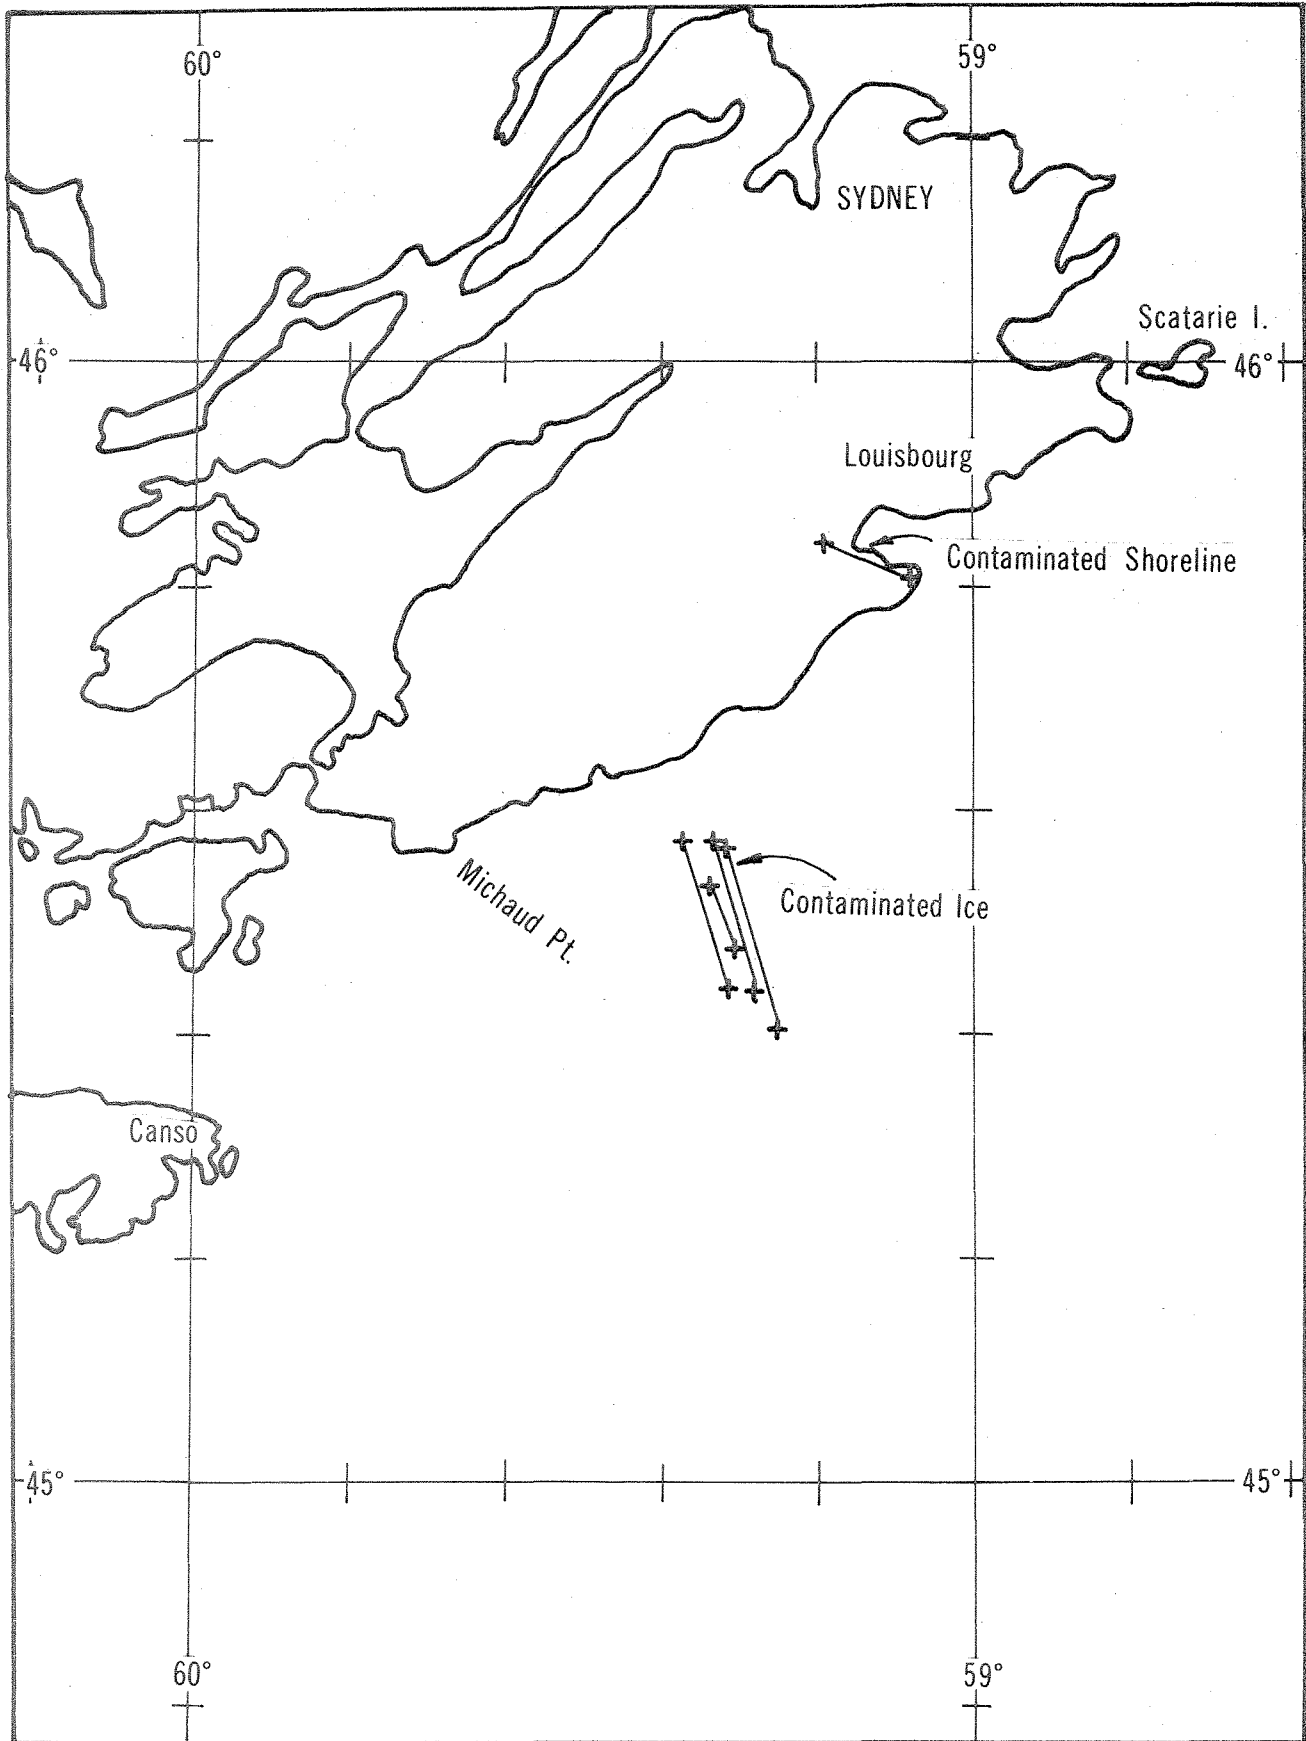 60°
59°
SYDNEY
Scatarie I.
46°
46°
Louisbourg
Contaminated Shoreline
Michaud Pt.
Contaminated Ice
Canso
45°
45°
60°
59°